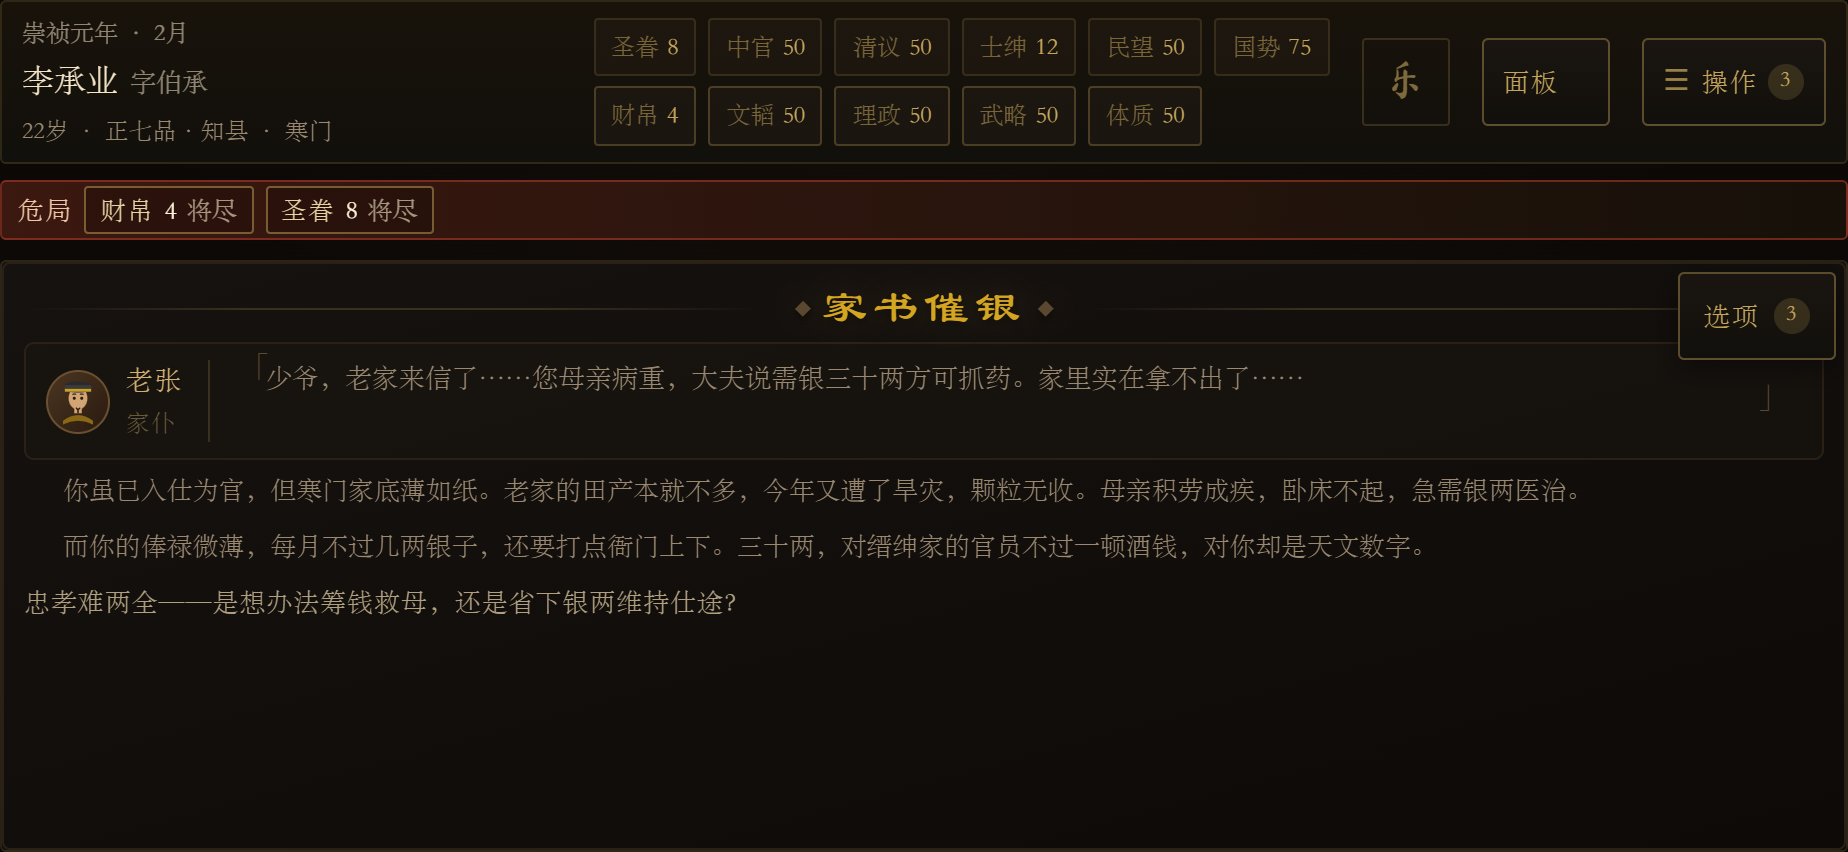 崇祯元年 · 2月
李承业 字伯承
22岁 · 正七品 · 知县 · 寒门
圣眷 8 中官 50 清议 50 士绅 12 民望 50 国势 75
财帛 4 文韬 50 理政 50 武略 50 体质 50
乐
面板
☰ 操作 3
危局 财帛 4 将尽 圣眷 8 将尽
◆ 家书催银 ◆
选项 3
老张
家仆
「少爷，老家来信了……您母亲病重，大夫说需银三十两方可抓药。家里实在拿不出了……」
你虽已入仕为官，但寒门家底薄如纸。老家的田产本就不多，今年又遭了旱灾，颗粒无收。母亲积劳成疾，卧床不起，急需银两医治。
而你的俸禄微薄，每月不过几两银子，还要打点衙门上下。三十两，对缙绅家的官员不过一顿酒钱，对你却是天文数字。
忠孝难两全——是想办法筹钱救母，还是省下银两维持仕途？